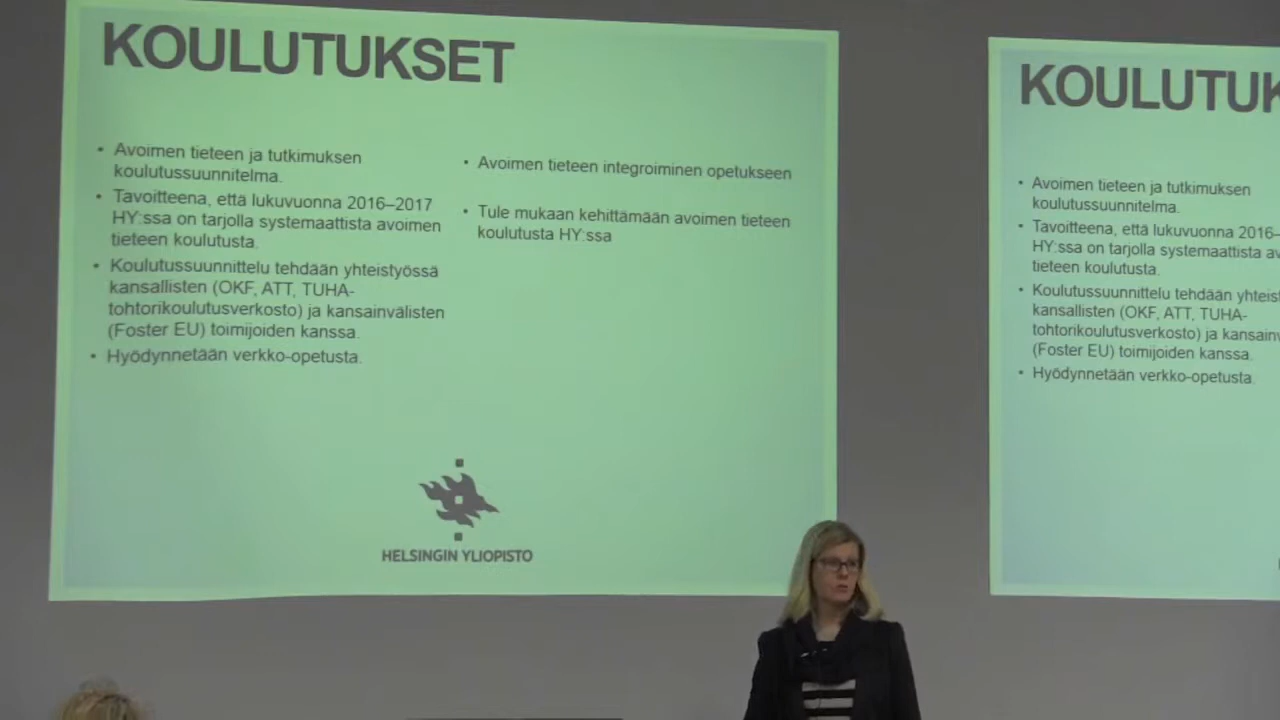 KOULUTUKSET
• Avoimen tieteen ja tutkimuksen
koulutussuunnitelma.
• Tavoitteena, että lukuvuonna 2016–2017
HY:ssa on tarjolla systemaattista avoimen
tieteen koulutusta.
• Koulutussuunnittelu tehdään yhteistyössä
kansallisten (OKF, ATT, TUHA-
tohtorikoulutusverkosto) ja kansainvälisten
(Foster EU) toimijoiden kanssa.
• Hyödynnetään verkko-opetusta.
• Avoimen tieteen integroiminen opetukseen
• Tule mukaan kehittämään avoimen tieteen
koulutusta HY:ssa
HELSINGIN YLIOPISTO
KOULUTUK
• Avoimen tieteen ja tutkimuksen
koulutussuunnitelma.
• Tavoitteena, että lukuvuonna 2016–
HY:ssa on tarjolla systemaattista av
tieteen koulutusta.
• Koulutussuunnittelu tehdään yhteist
kansallisten (OKF, ATT, TUHA-
tohtorikoulutusverkosto) ja kansainv
(Foster EU) toimijoiden kanssa.
• Hyödynnetään verkko-opetusta.